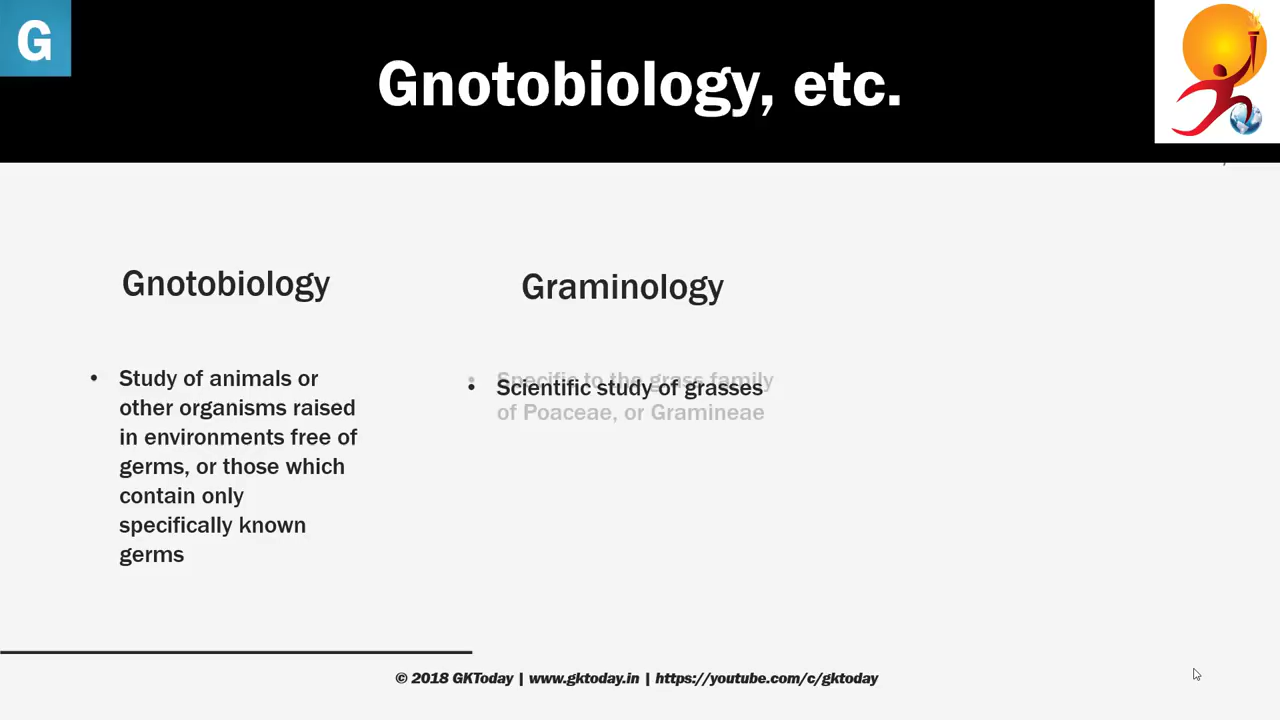 G
Gnotobiology, etc.
Gnotobiology
• Study of animals or
other organisms raised
in environments free of
germs, or those which
contain only
specifically known
germs
Graminology
• Scientific study of grasses
• Specific to the grass family
of Poaceae, or Gramineae
© 2018 GKToday | www.gktoday.in | https://youtube.com/c/gktoday